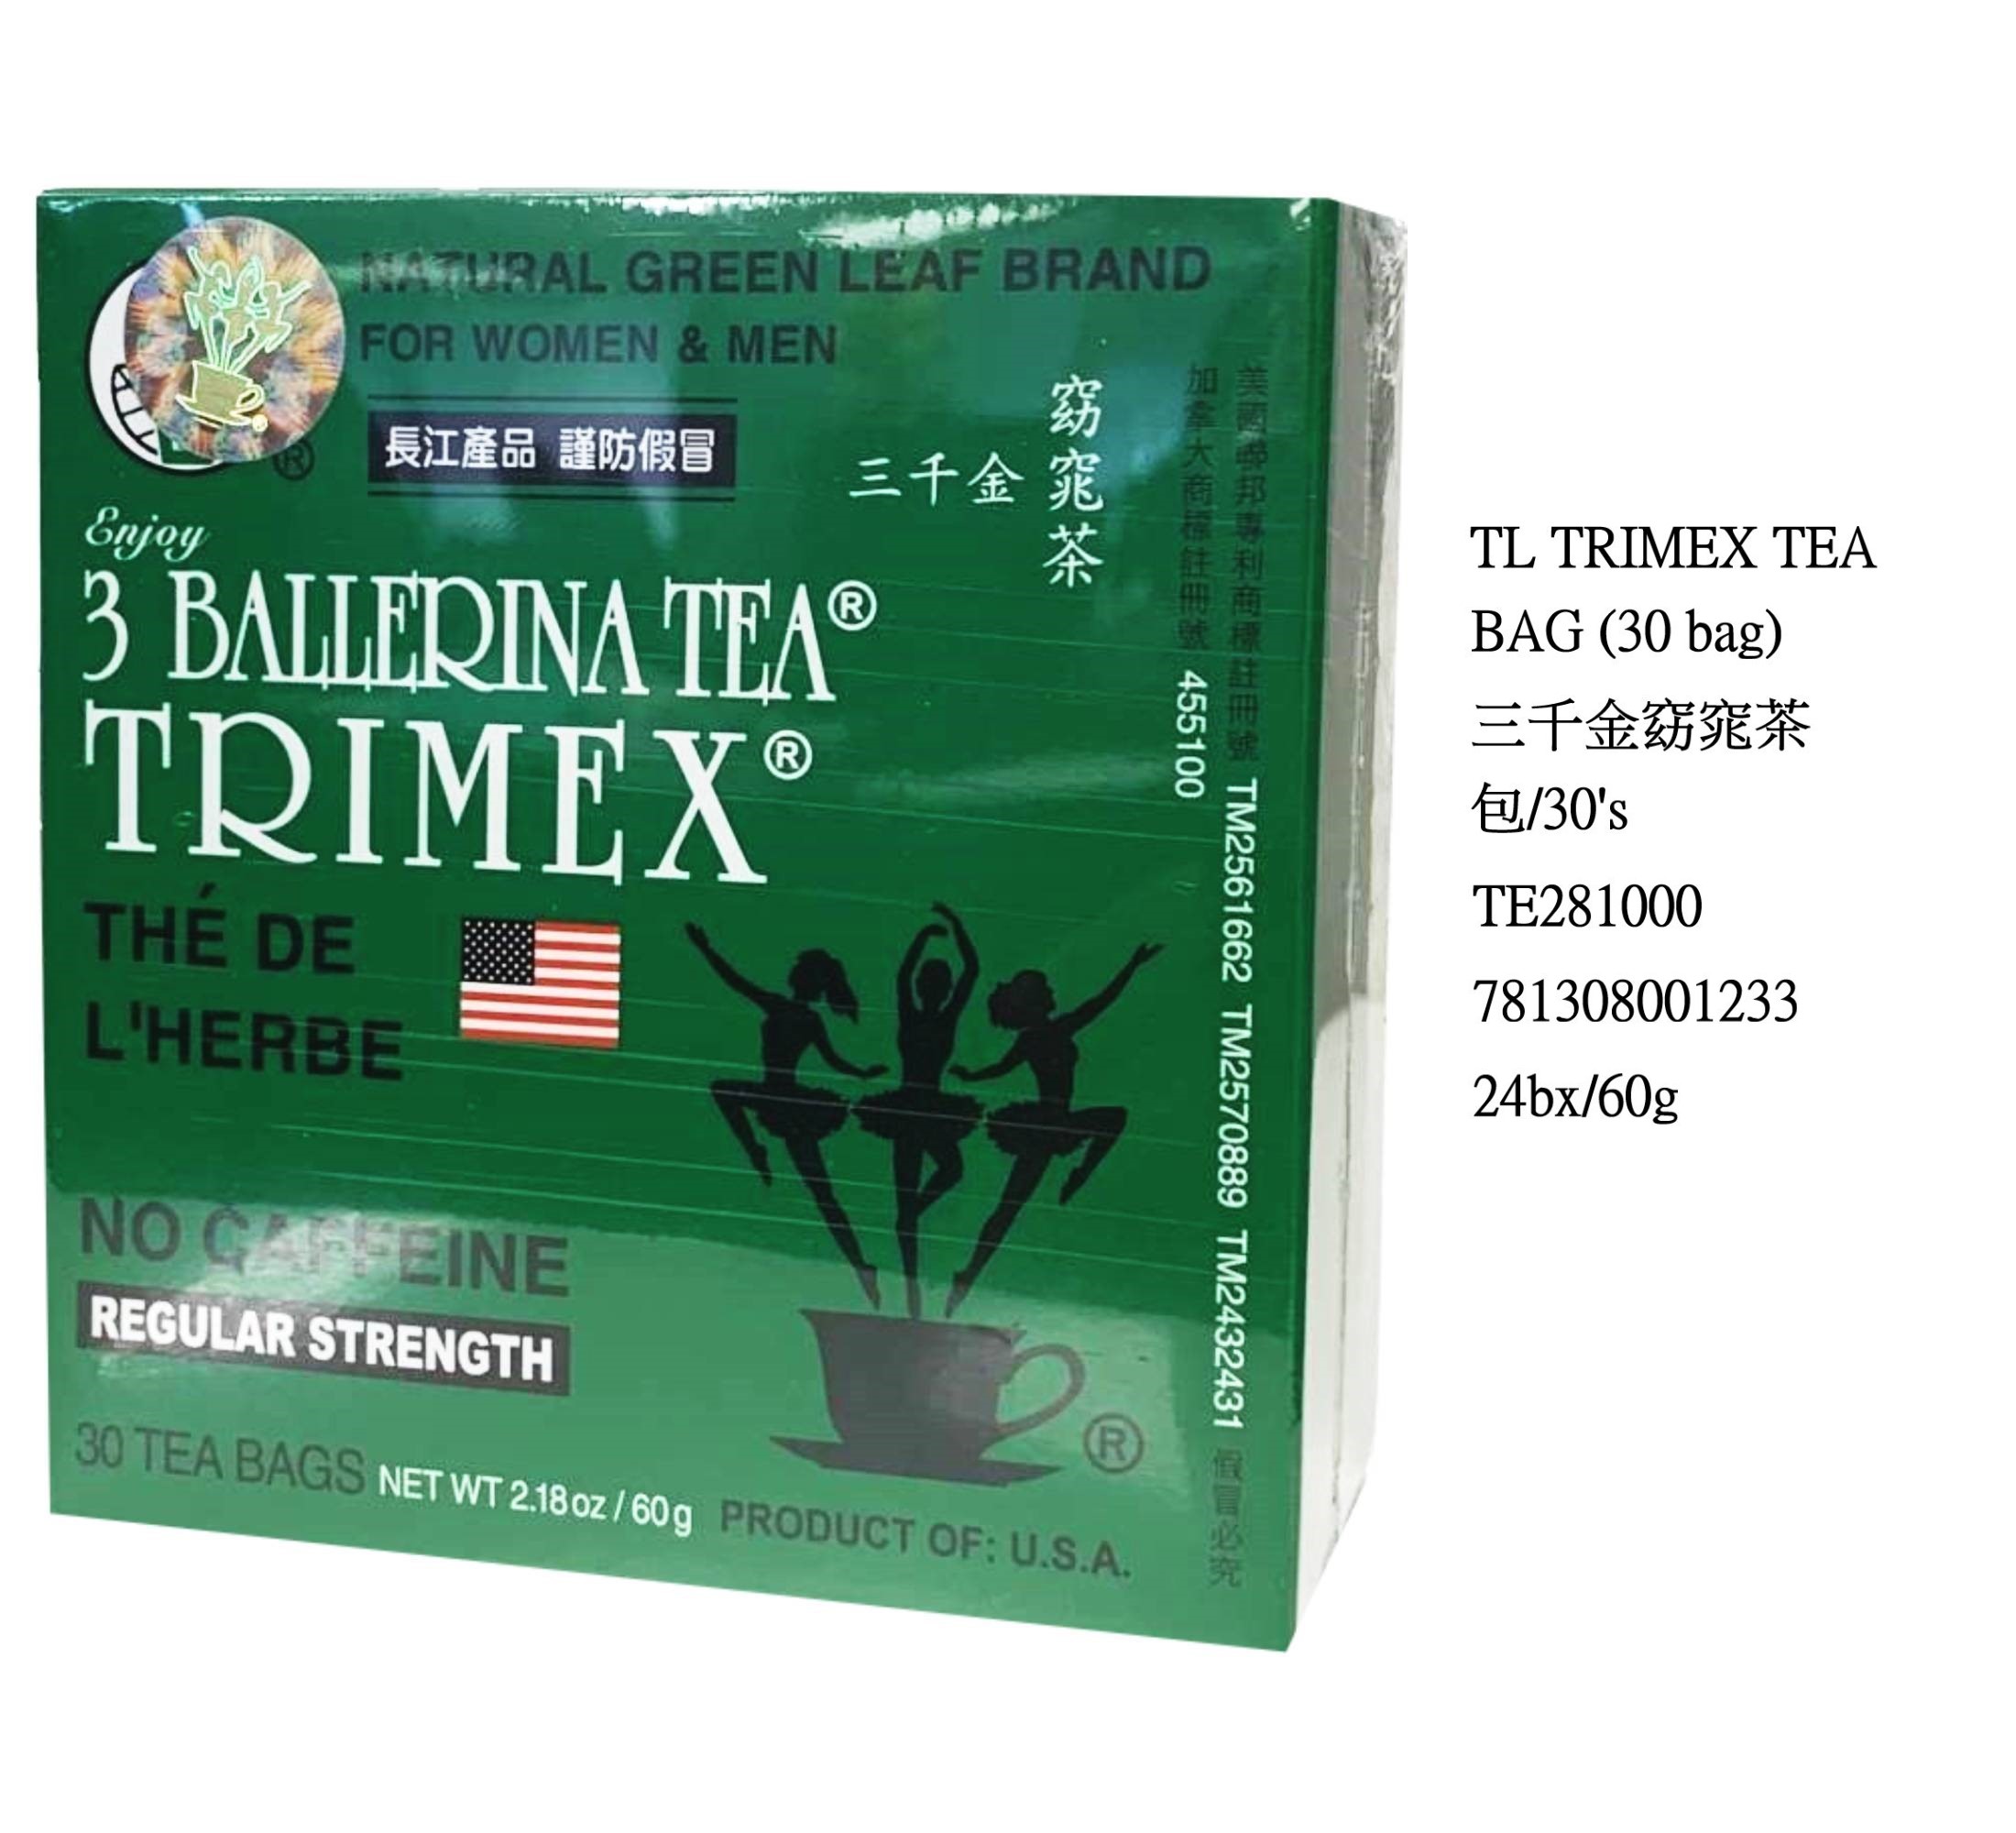 NATURAL GREEN LEAF BRAND
FOR WOMEN & MEN
®
長江產品 謹防假冒
三千金
窈窕茶
Enjoy
3 BALLERINA TEA®
TRIMEX®
THÉ DE
L'HERBE
NO CAFFEINE
REGULAR STRENGTH
30 TEA BAGS NET WT 2.18 oz / 60 g PRODUCT OF: U.S.A.
®
美國聯邦專利商標註冊號 TM2561662 TM2570889 TM2432431 假冒必究
加拿大商標註冊號 455100
TL TRIMEX TEA
BAG (30 bag)
三千金窈窕茶
包/30's
TE281000
781308001233
24bx/60g